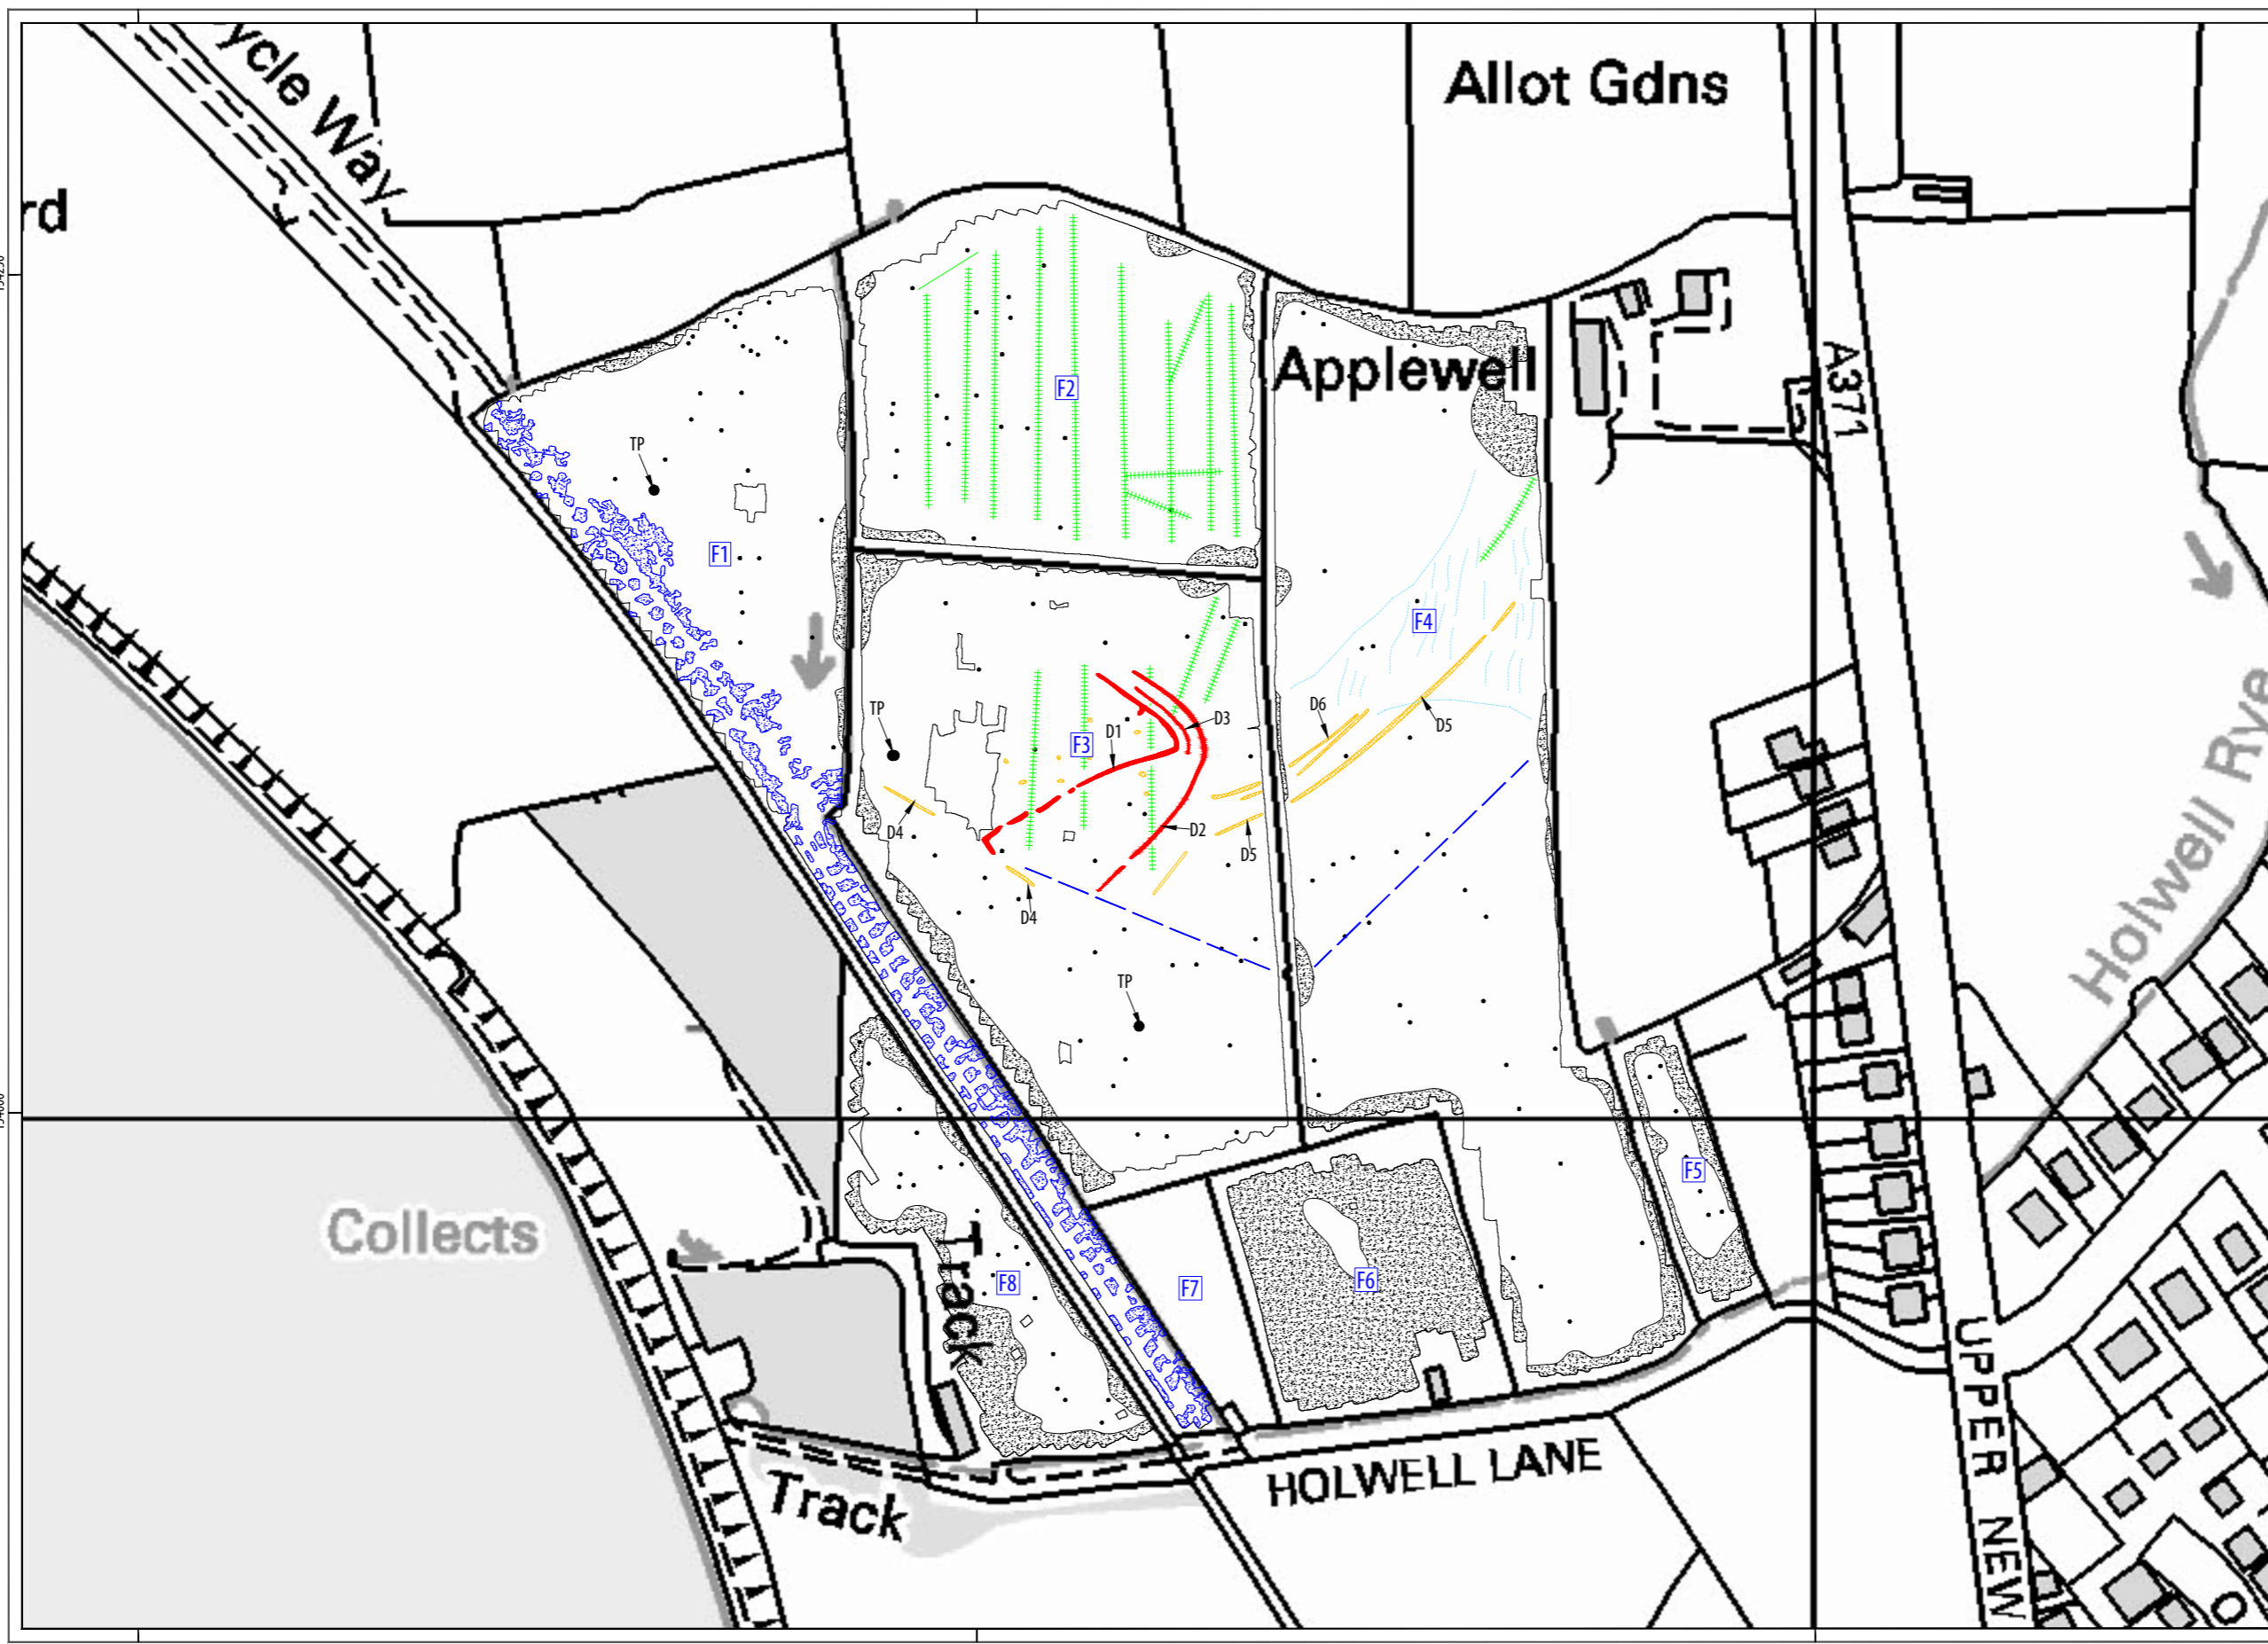 ycle Way
Allot Gdns
rd
Applewell
A371
F2
TP
F1
F4
TP
F3
D1
D3
D6
D5
D4
D2
D5
D4
TP
Holwell Rye
F5
Collects
Track
F8
F7
F6
UPPER NEW
HOLWELL LANE
Track
O